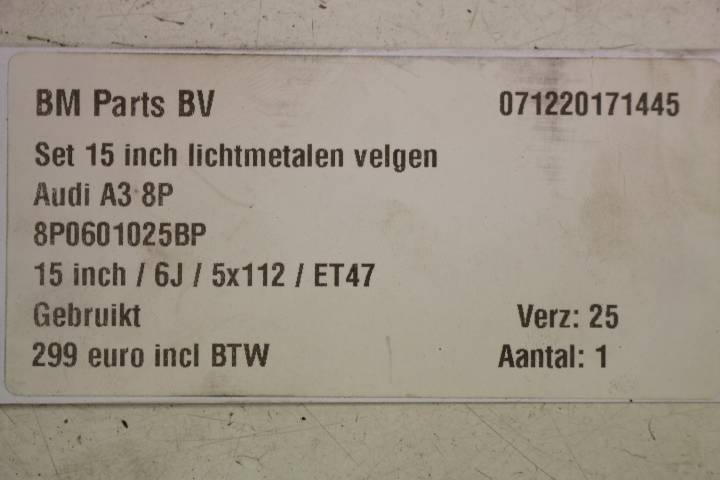 BM Parts BV 071220171445
Set 15 inch lichtmetalen velgen
Audi A3 8P
8P0601025BP
15 inch / 6J / 5x112 / ET47
Gebruikt Verz: 25
299 euro incl BTW Aantal: 1